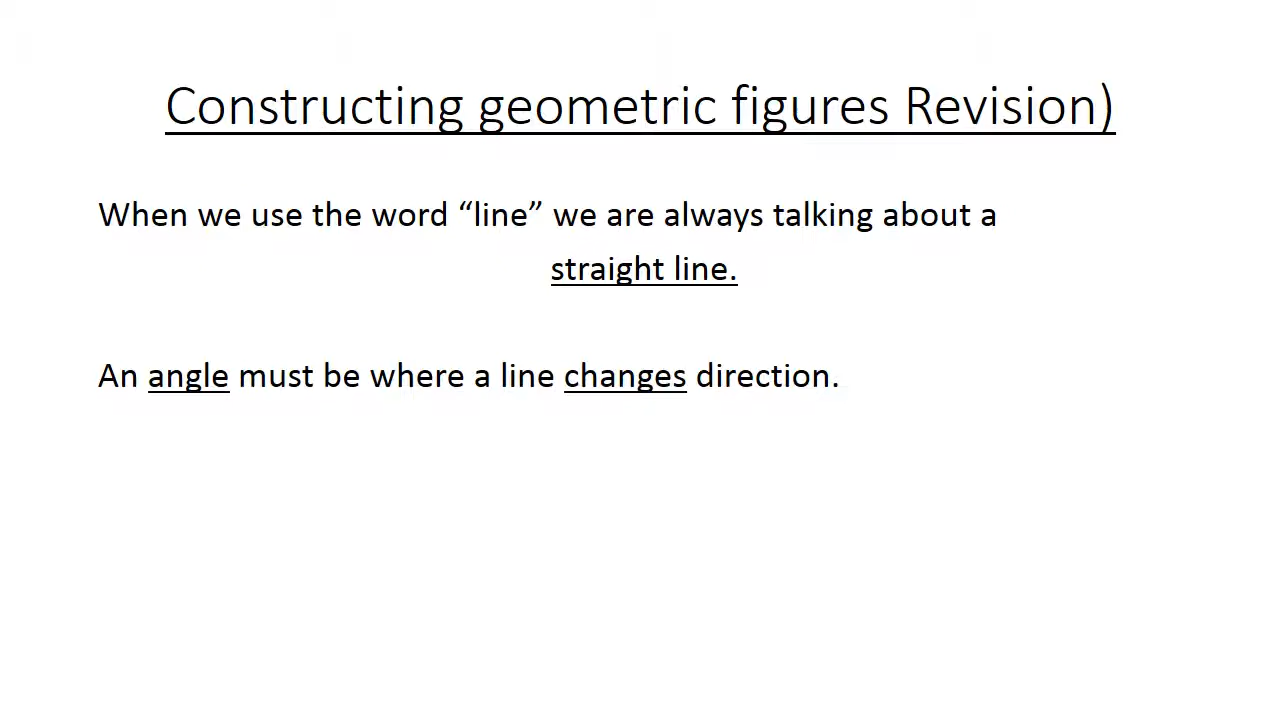 Constructing geometric figures Revision)
When we use the word “line” we are always talking about a
straight line.
An angle must be where a line changes direction.